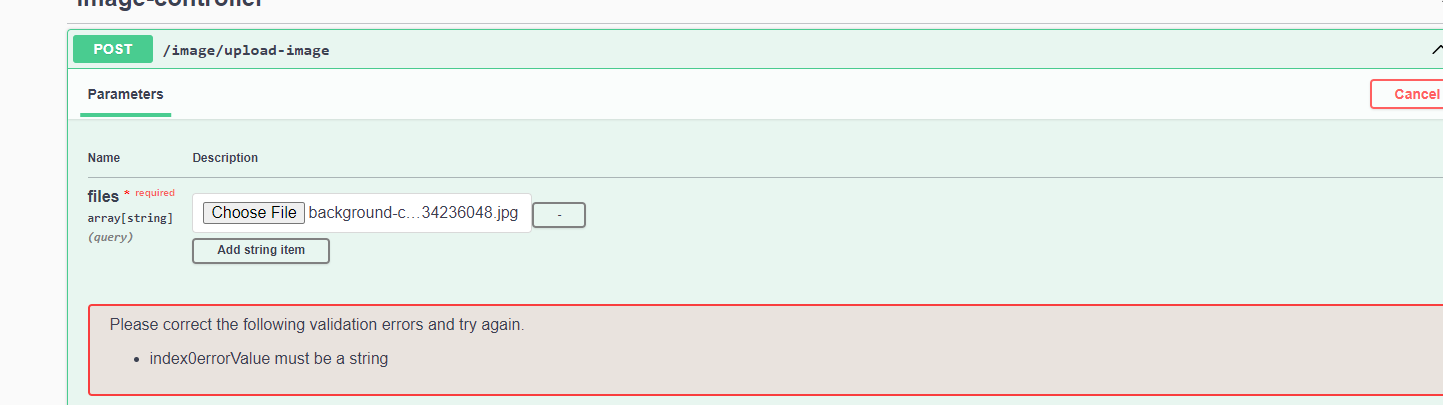 image-controller
POST /image/upload-image
Parameters
Cancel
Name Description
files * required
array[string]
(query)
Choose File background-c...34236048.jpg -
Add string item
Please correct the following validation errors and try again.
• index0errorValue must be a string